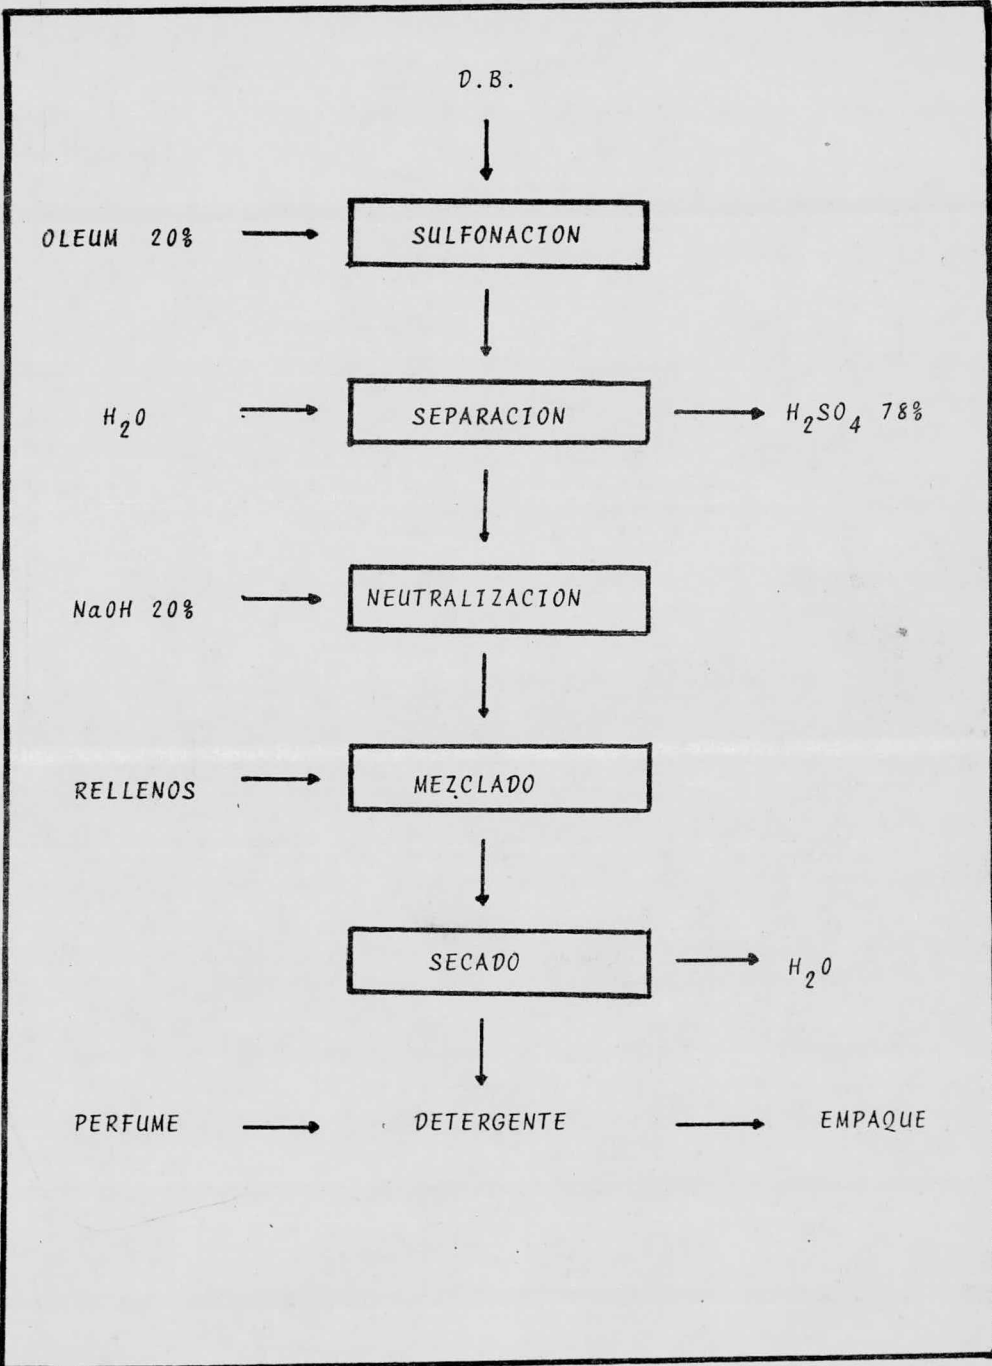 D.B.
OLEUM 20% SULFONACION
H2O SEPARACION H2SO4 78%
NaOH 20% NEUTRALIZACION
RELLENOS MEZCLADO
SECADO H2O
PERFUME DETERGENTE EMPAQUE